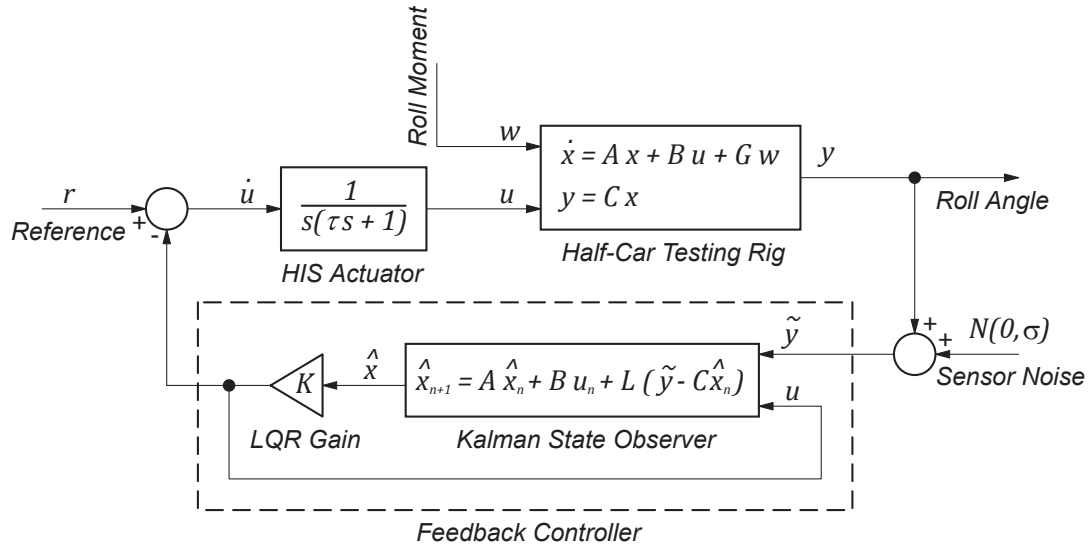 Roll Moment
w
ẋ = A x + B u + G w
y = C x
y
Roll Angle
Half-Car Testing Rig
r
Reference
+
-
u̇
1
s(τs + 1)
u
HIS Actuator
+
+
N(0,σ)
Sensor Noise
ỹ
u
x̂ₙ₊₁ = A x̂ₙ + B uₙ + L ( ỹ - Cx̂ₙ )
Kalman State Observer
x̂
K
LQR Gain
Feedback Controller